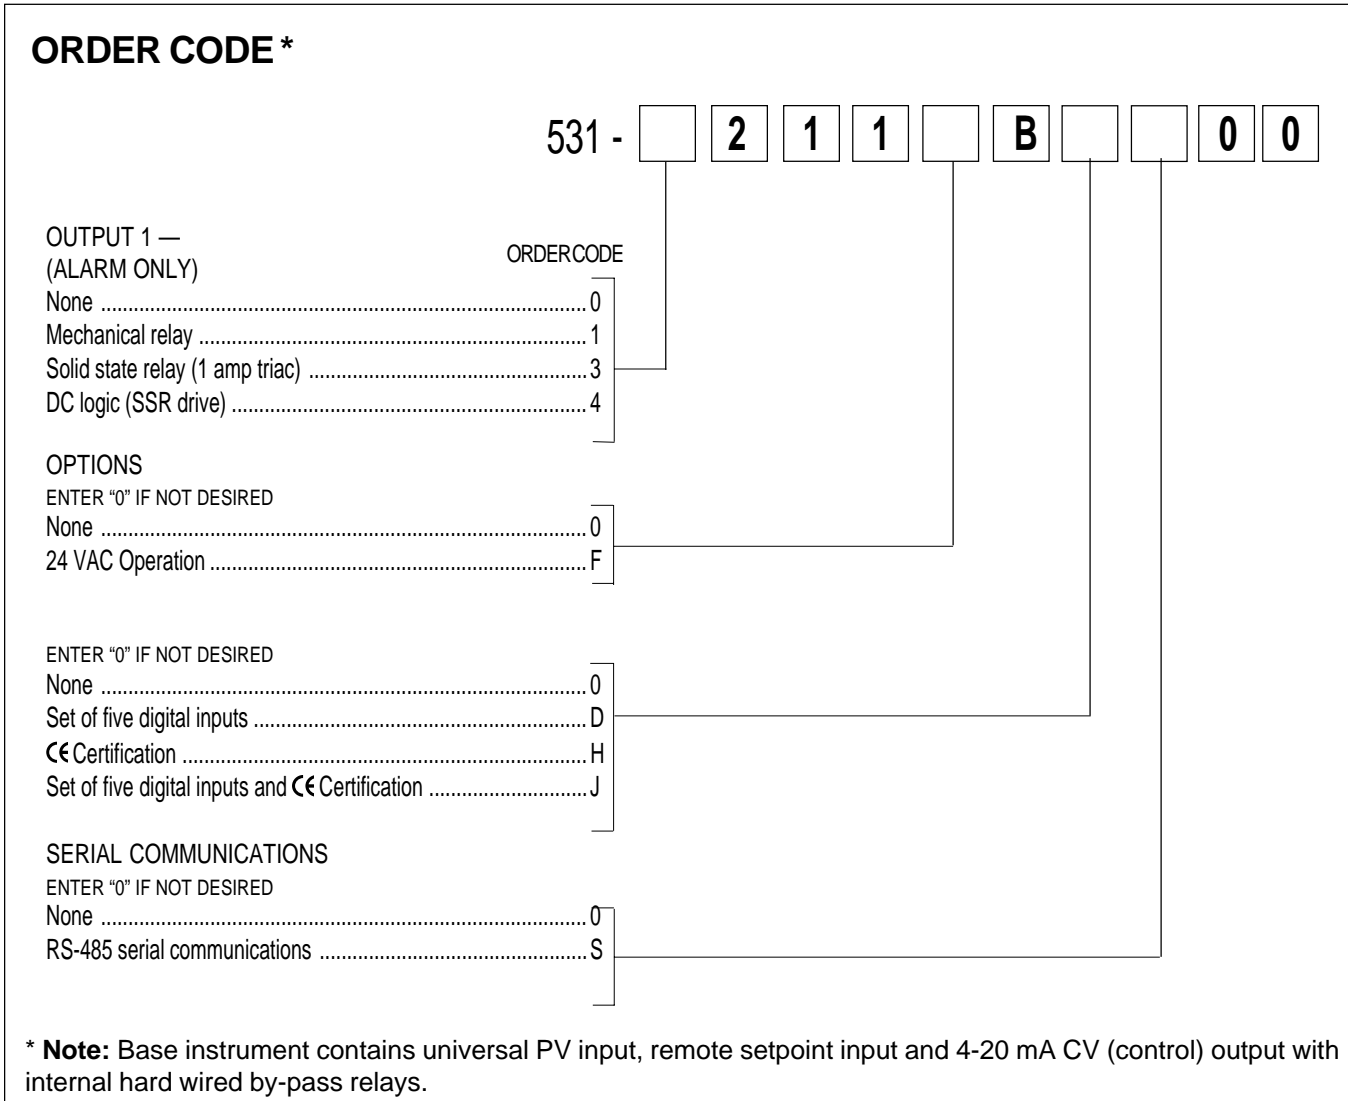 ORDER CODE *
531 - 2 1 1 B 0 0
OUTPUT 1 —
(ALARM ONLY)
ORDER CODE
None ........................................................................................ 0
Mechanical relay ....................................................................... 1
Solid state relay (1 amp triac) ................................................... 3
DC logic (SSR drive) ................................................................. 4
OPTIONS
ENTER “0” IF NOT DESIRED
None ........................................................................................ 0
24 VAC Operation ..................................................................... F
ENTER “0” IF NOT DESIRED
None ........................................................................................ 0
Set of five digital inputs ............................................................. D
CE Certification .......................................................................... H
Set of five digital inputs and CE Certification ............................. J
SERIAL COMMUNICATIONS
ENTER “0” IF NOT DESIRED
None ........................................................................................ 0
RS-485 serial communications ................................................. S
* Note: Base instrument contains universal PV input, remote setpoint input and 4-20 mA CV (control) output with
internal hard wired by-pass relays.